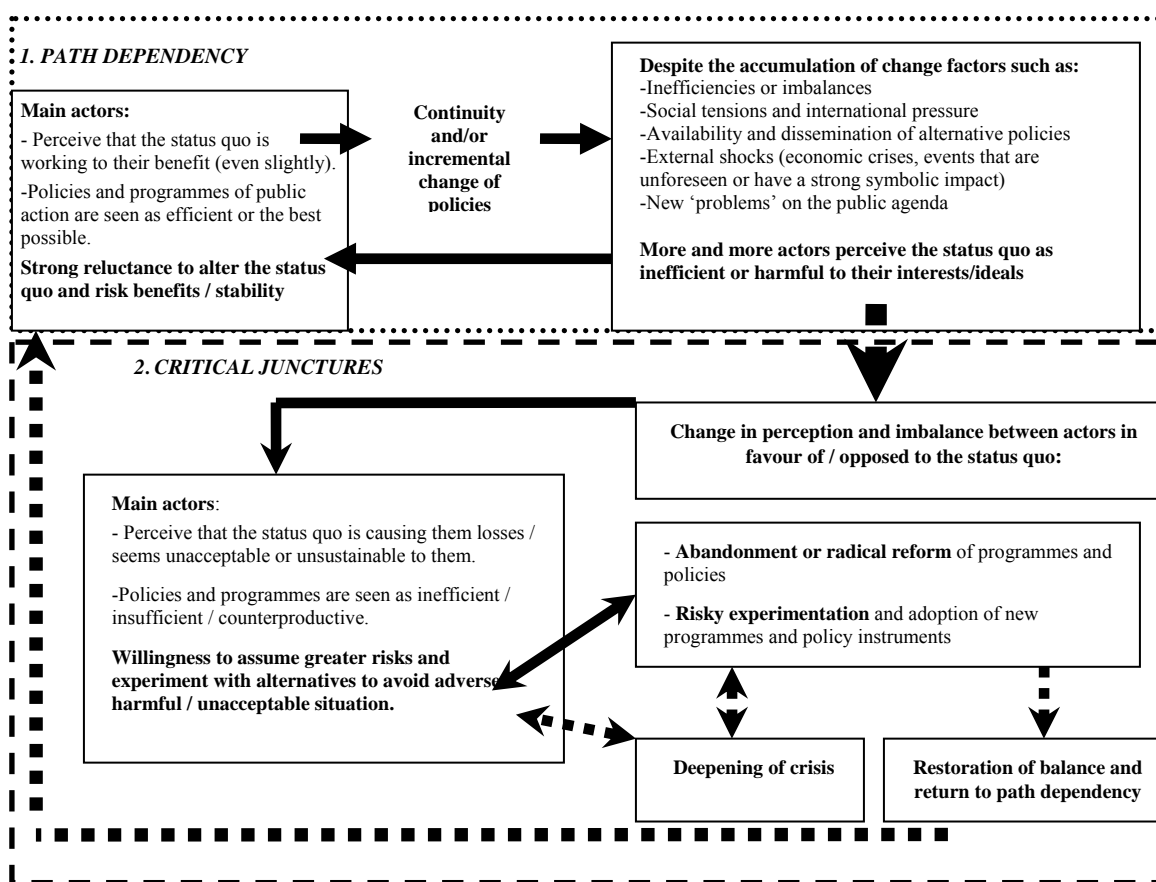 1. PATH DEPENDENCY
Main actors:
- Perceive that the status quo is
working to their benefit (even slightly).
-Policies and programmes of public
action are seen as efficient or the best
possible.
Strong reluctance to alter the status
quo and risk benefits / stability
Continuity
and/or
incremental
change of
policies
Despite the accumulation of change factors such as:
-Inefficiencies or imbalances
-Social tensions and international pressure
-Availability and dissemination of alternative policies
-External shocks (economic crises, events that are
unforeseen or have a strong symbolic impact)
-New ‘problems’ on the public agenda
More and more actors perceive the status quo as
inefficient or harmful to their interests/ideals
2. CRITICAL JUNCTURES
Change in perception and imbalance between actors in
favour of / opposed to the status quo:
Main actors:
- Perceive that the status quo is causing them losses /
seems unacceptable or unsustainable to them.
-Policies and programmes are seen as inefficient /
insufficient / counterproductive.
Willingness to assume greater risks and
experiment with alternatives to avoid adverse
harmful / unacceptable situation.
- Abandonment or radical reform of programmes and
policies
- Risky experimentation and adoption of new
programmes and policy instruments
Deepening of crisis
Restoration of balance and
return to path dependency